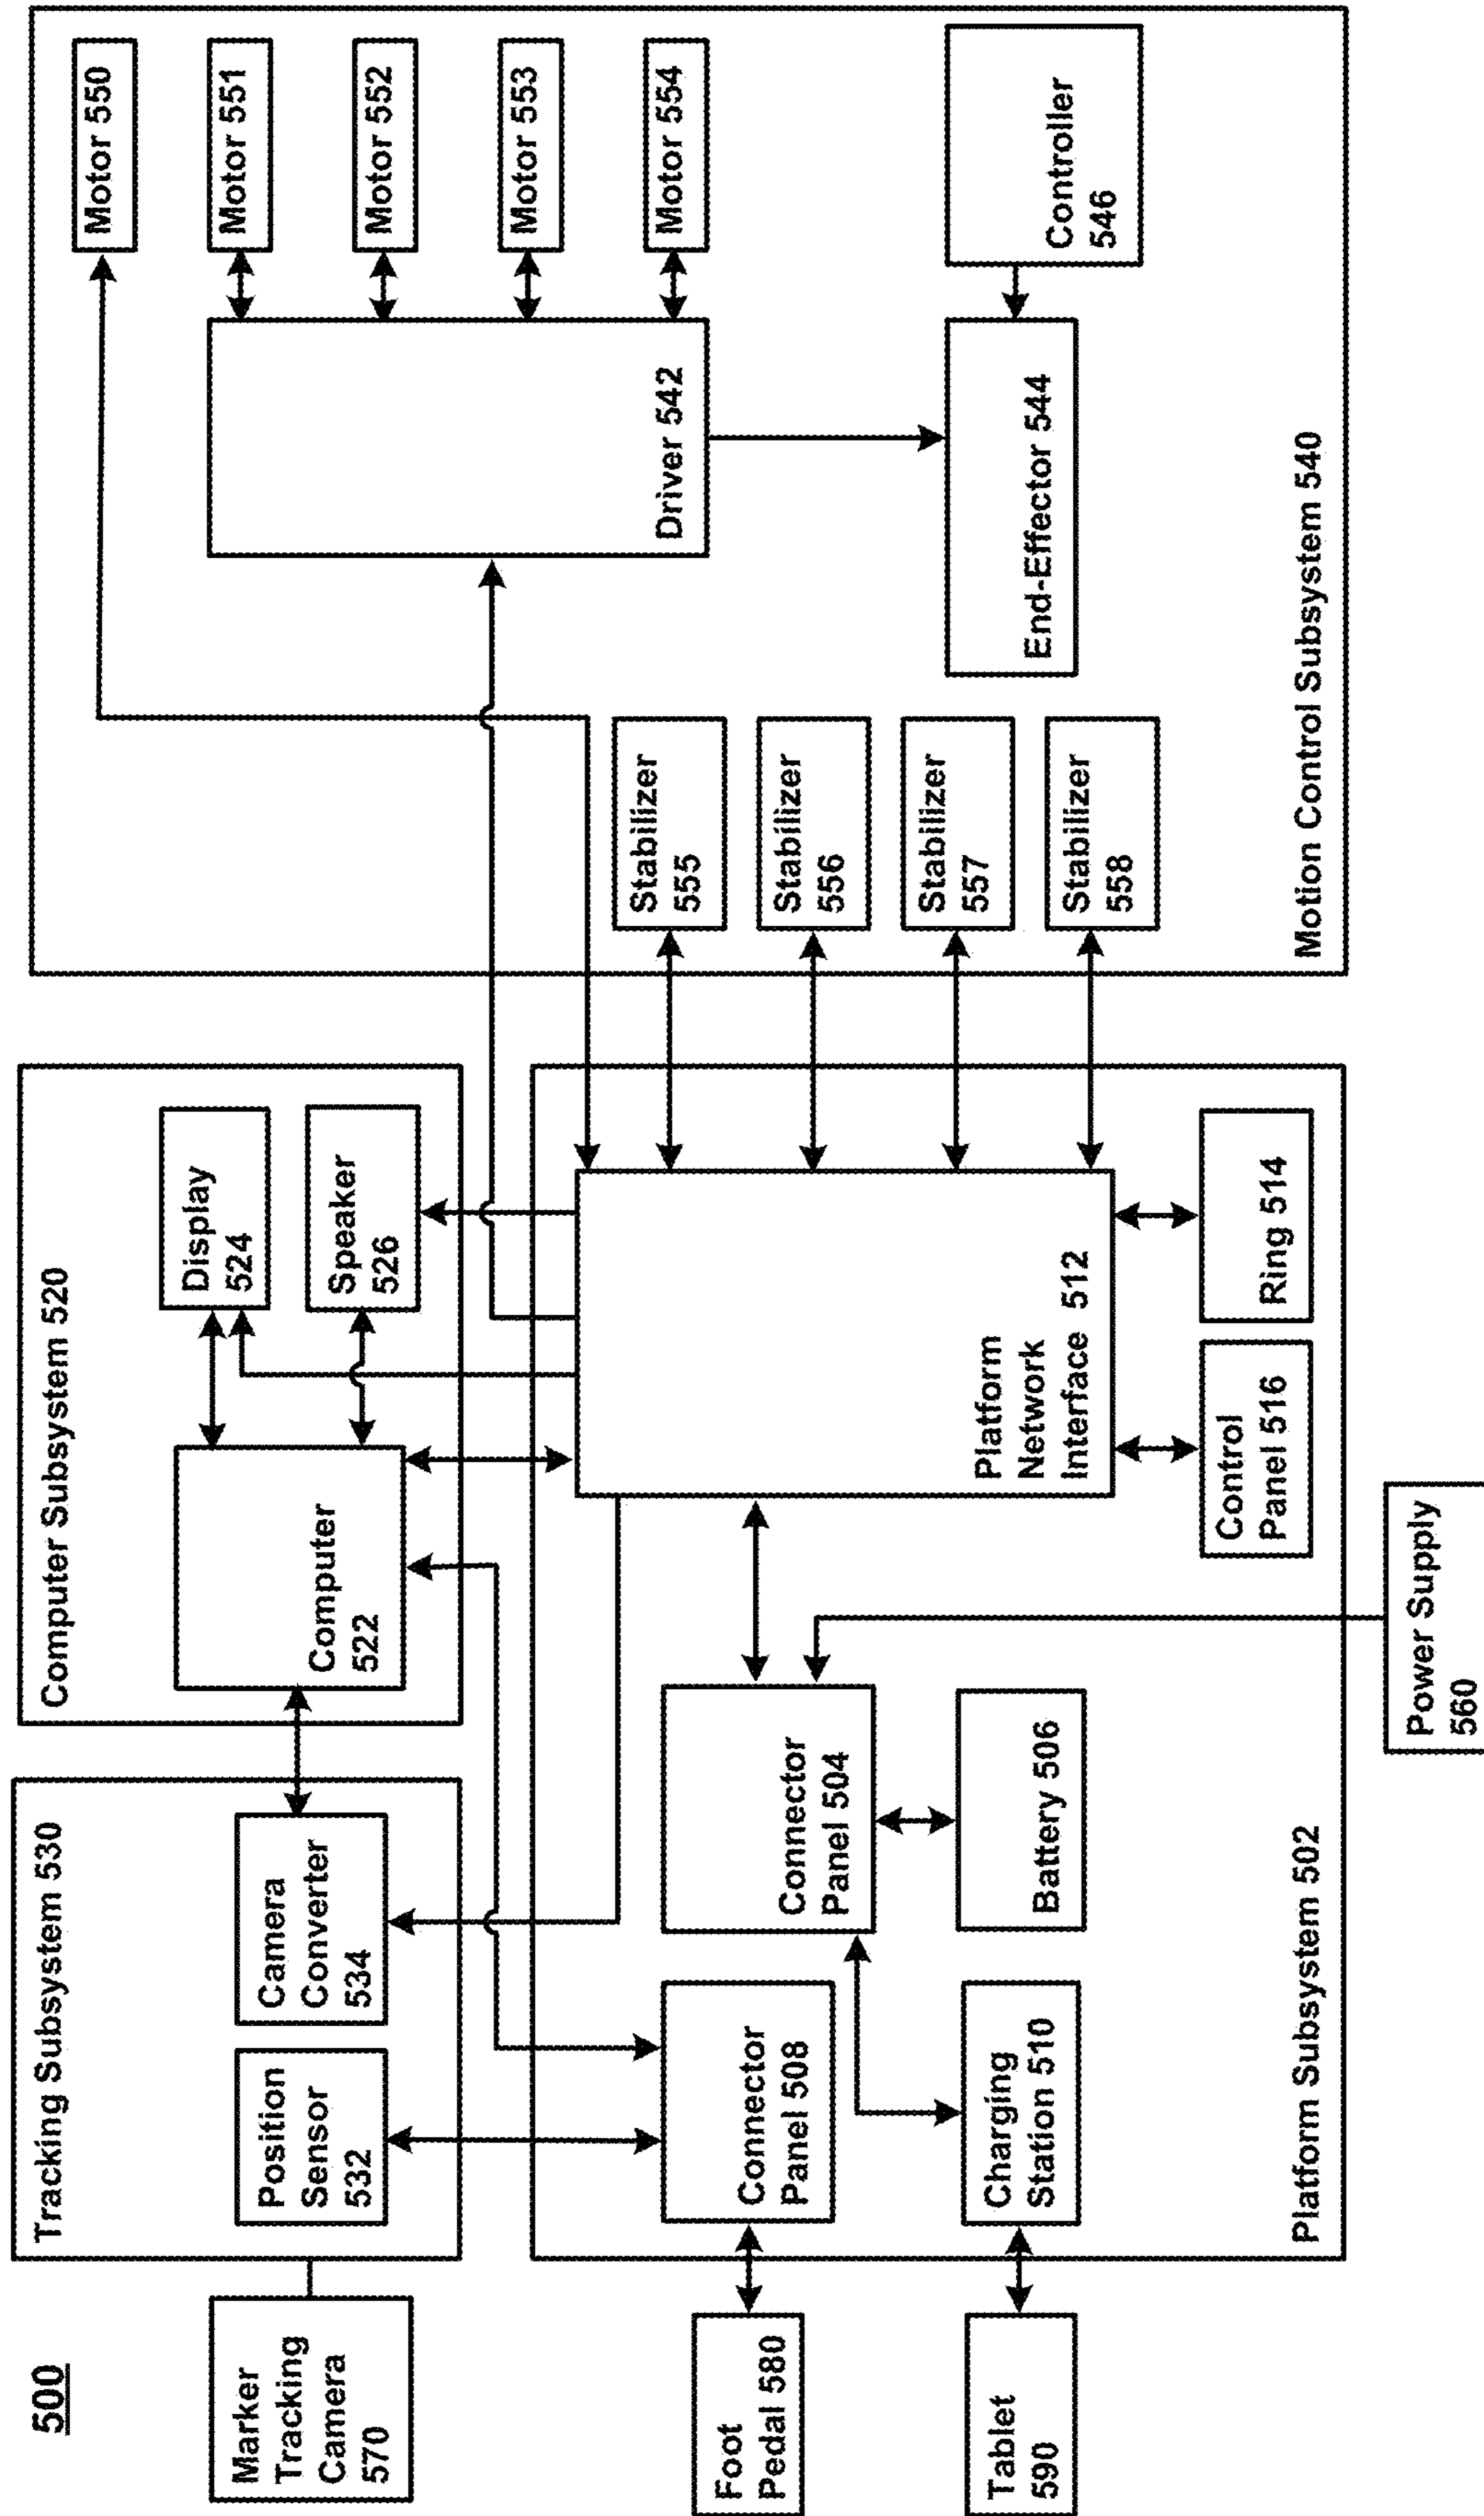 500
Marker
Tracking
Camera
570
Tracking Subsystem 530
Position
Sensor
532
Camera
Converter
534
Computer Subsystem 520
Computer
522
Display
524
Speaker
526
Foot
Pedal 580
Tablet
590
Connector
Panel 508
Charging
Station 510
Connector
Panel 504
Battery 506
Platform
Network
Interface 512
Control
Panel 516
Ring 514
Platform Subsystem 502
Power Supply
560
Motor 550
Motor 551
Motor 552
Motor 553
Motor 554
Driver 542
Stabilizer
555
Stabilizer
556
Stabilizer
557
Stabilizer
558
End-Effector 544
Controller
546
Motion Control Subsystem 540